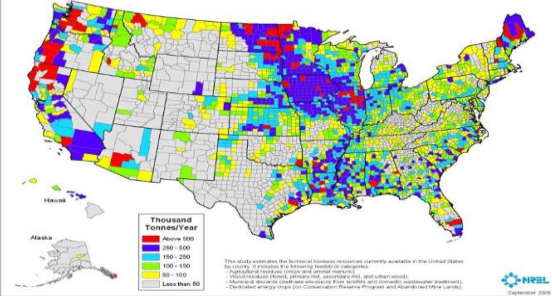 Hawaii
Alaska
Thousand
Tonnes/Year
Above 500
250 - 500
150 - 250
100 - 150
50 - 100
Less than 50
This study estimates the technical biomass resources currently available in the United States
by county. It includes the following feedstock categories:
- Agricultural residues (crops and animal manure);
- Wood residues (forest, primary mill, secondary mill, and urban wood);
- Municipal discards (methane emissions from landfills and domestic wastewater treatment);
- Dedicated energy crops (on Conservation Reserve Program and Abandoned Mine Lands).
NREL
September 2005